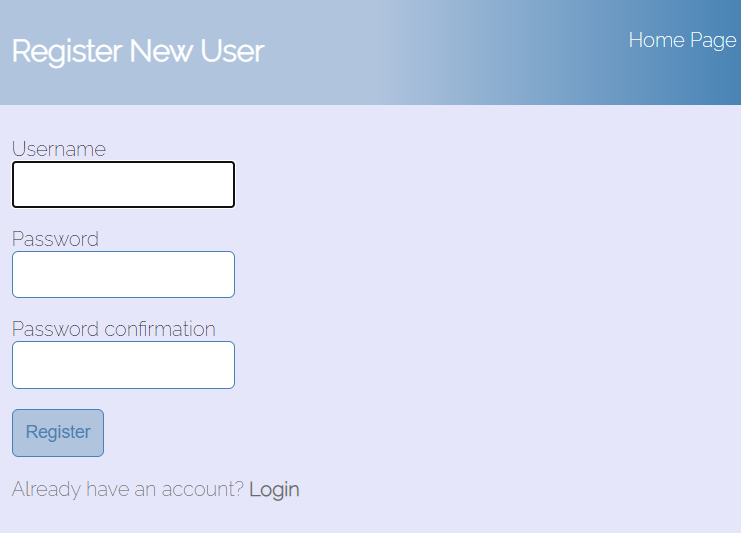 Register New User
Home Page
Username
Password
Password confirmation
Register
Already have an account? Login